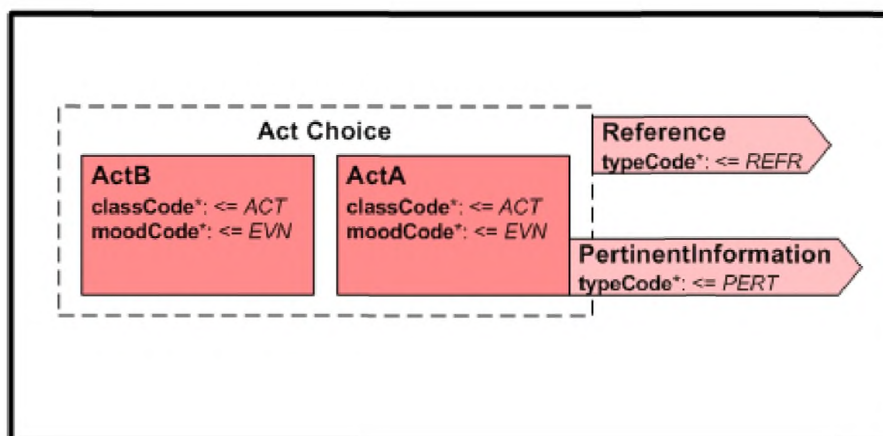 Act Choice
ActB
classCode*: <= ACT
moodCode*: <= EVN
ActA
classCode*: <= ACT
moodCode*: <= EVN
Reference
typeCode*: <= REFR
PertinentInformation
typeCode*: <= PERT